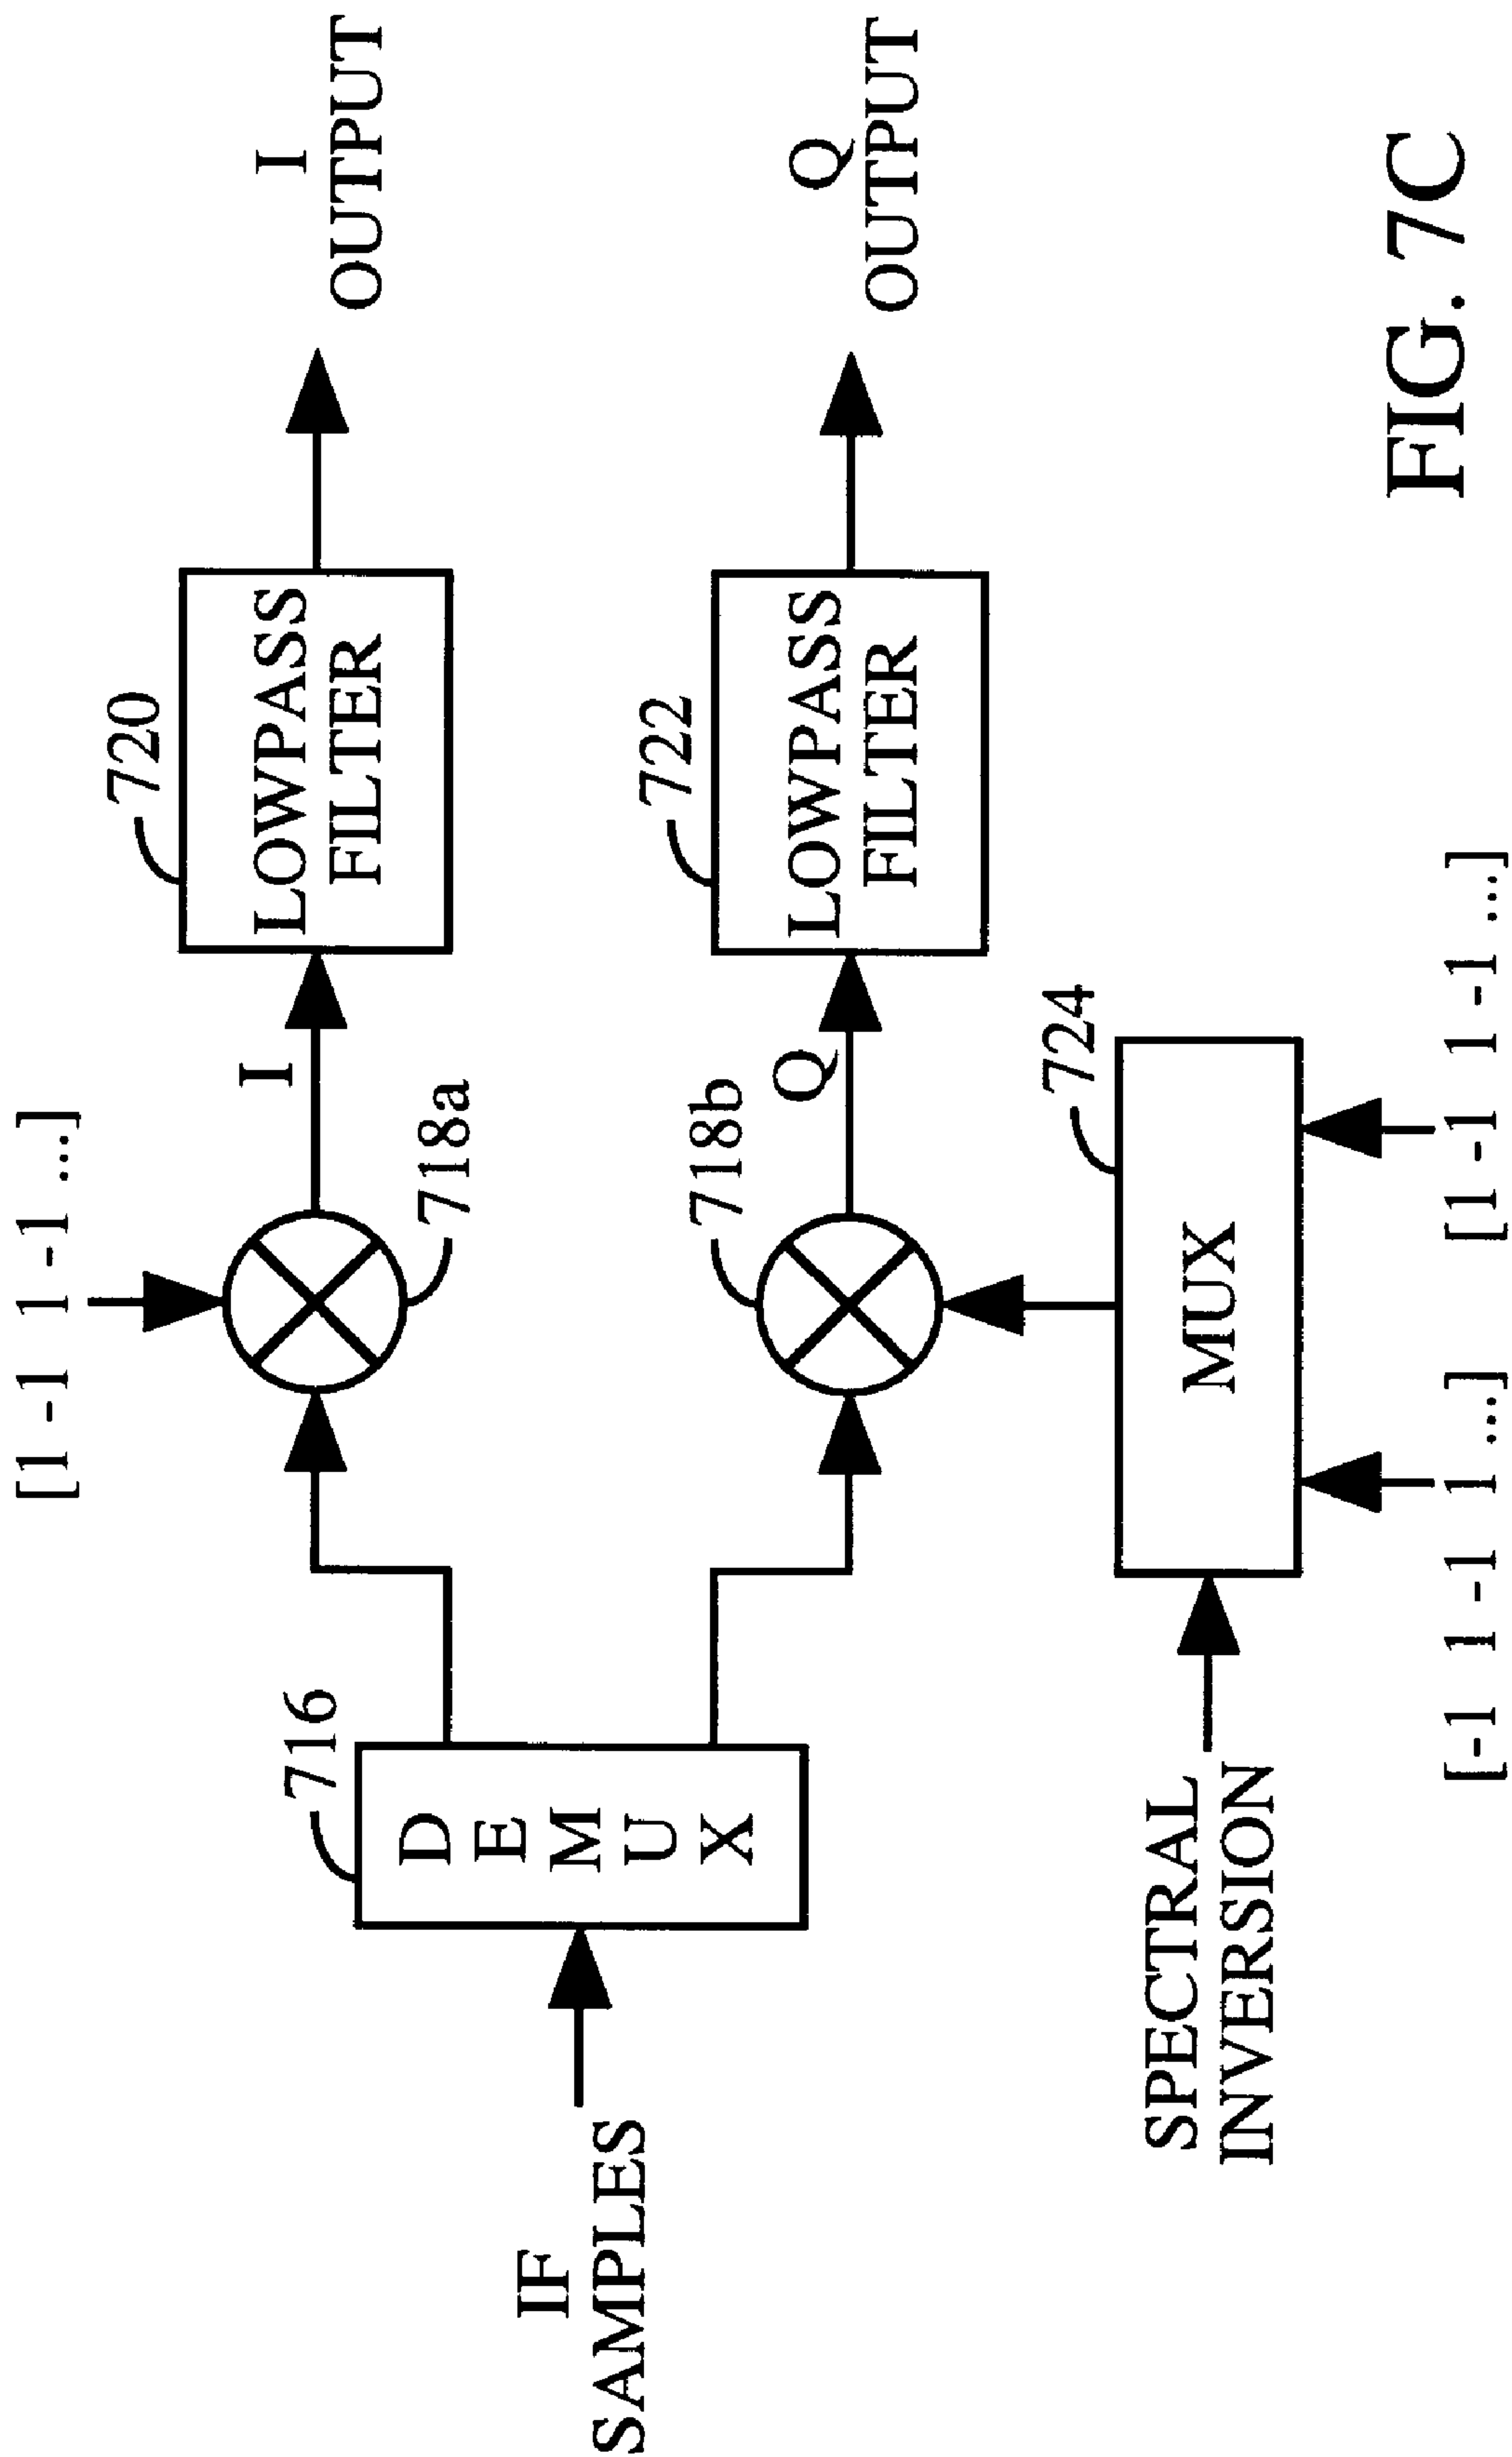 [1 -1 1 -1 ...]
I
OUTPUT
720
LOWPASS
FILTER
I
718a
716
D
E
M
U
X
IF
SAMPLES
718b
Q
722
LOWPASS
FILTER
Q
OUTPUT
724
MUX
SPECTRAL
INVERSION
[-1 1 -1 1 ...]
[1 -1 1 -1 ...]
FIG. 7C